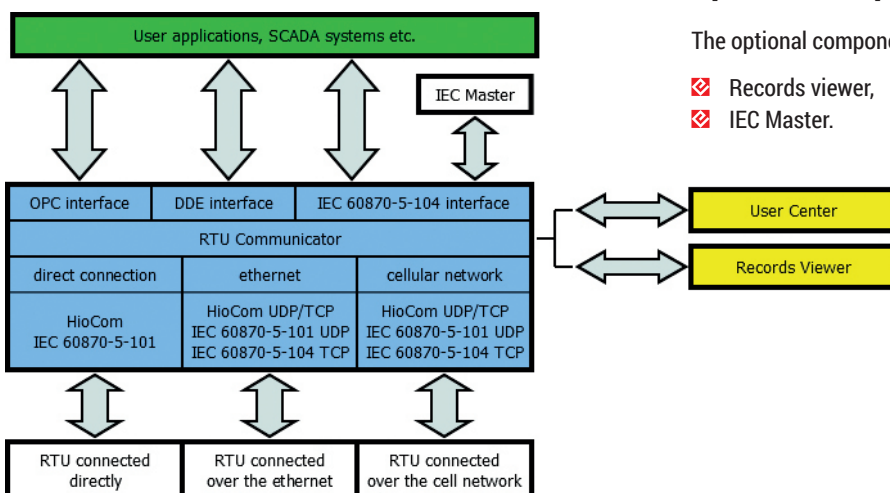 User applications, SCADA systems etc.
The optional
Records viewer,
IEC Master.
IEC Master
OPC interface
DDE interface
IEC 60870-5-104 interface
RTU Communicator
direct connection
ethernet
cellular network
HioCom
IEC 60870-5-101
HioCom UDP/TCP
IEC 60870-5-101 UDP
IEC 60870-5-104 TCP
HioCom UDP/TCP
IEC 60870-5-101 UDP
IEC 60870-5-104 TCP
User Center
Records Viewer
RTU connected
directly
RTU connected
over the ethernet
RTU connected
over the cell network